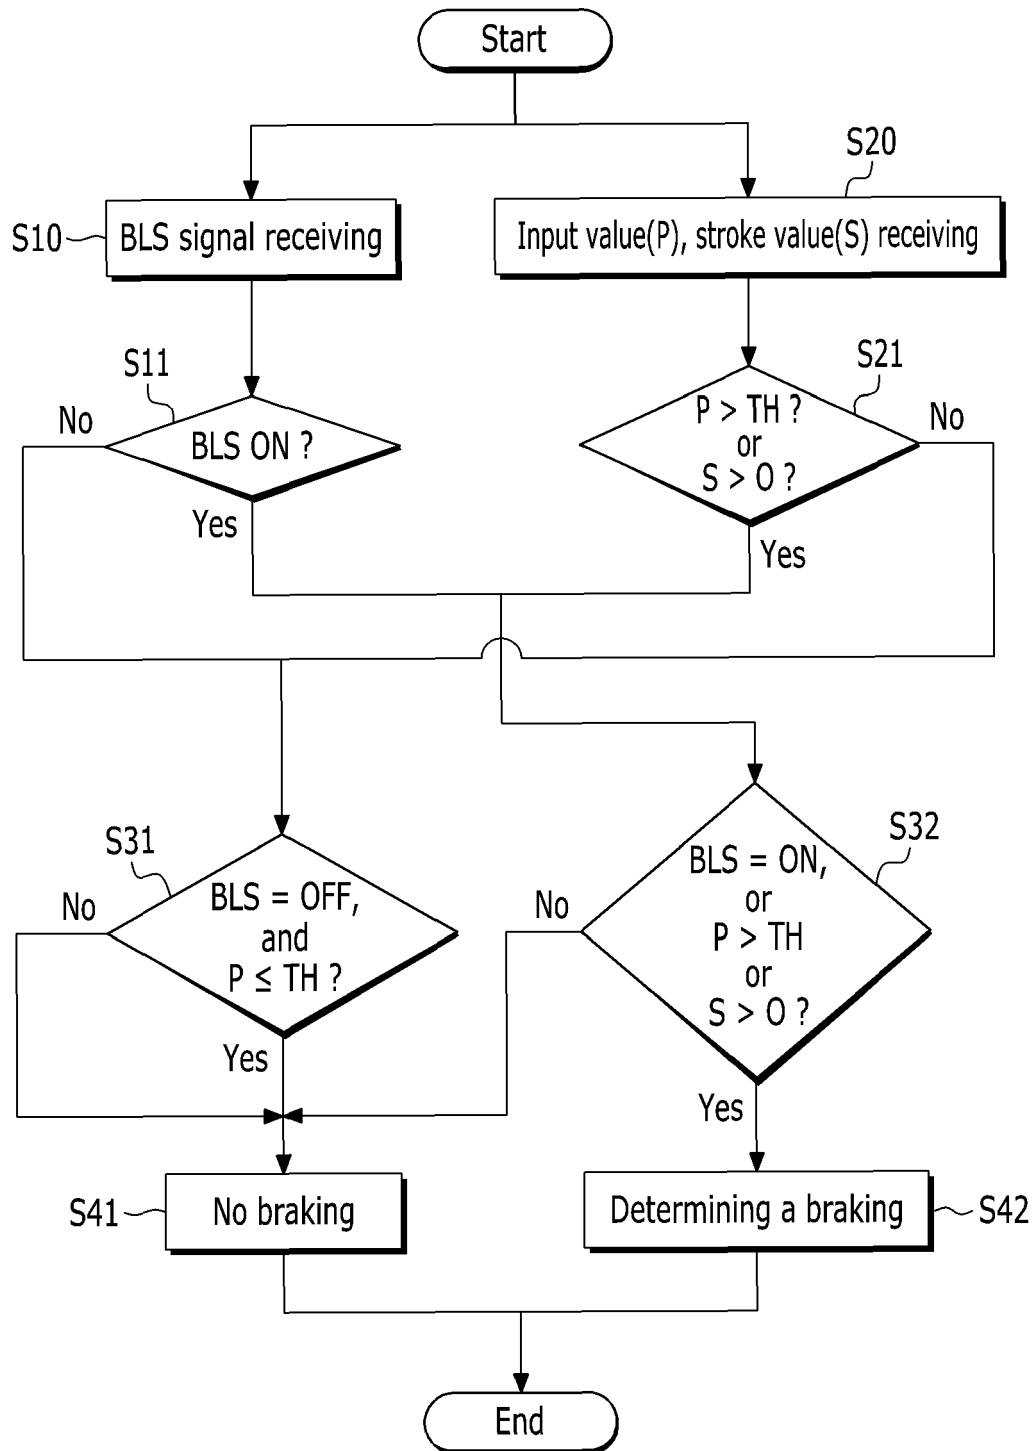 Start
S20
S10
BLS signal receiving
Input value(P), stroke value(S) receiving
S11
S21
No
BLS ON ?
Yes
P > TH ?
or
S > O ?
No
Yes
S31
S32
No
BLS = OFF,
and
P ≤ TH ?
Yes
No
BLS = ON,
or
P > TH
or
S > O ?
Yes
S41
No braking
Determining a braking
S42
End